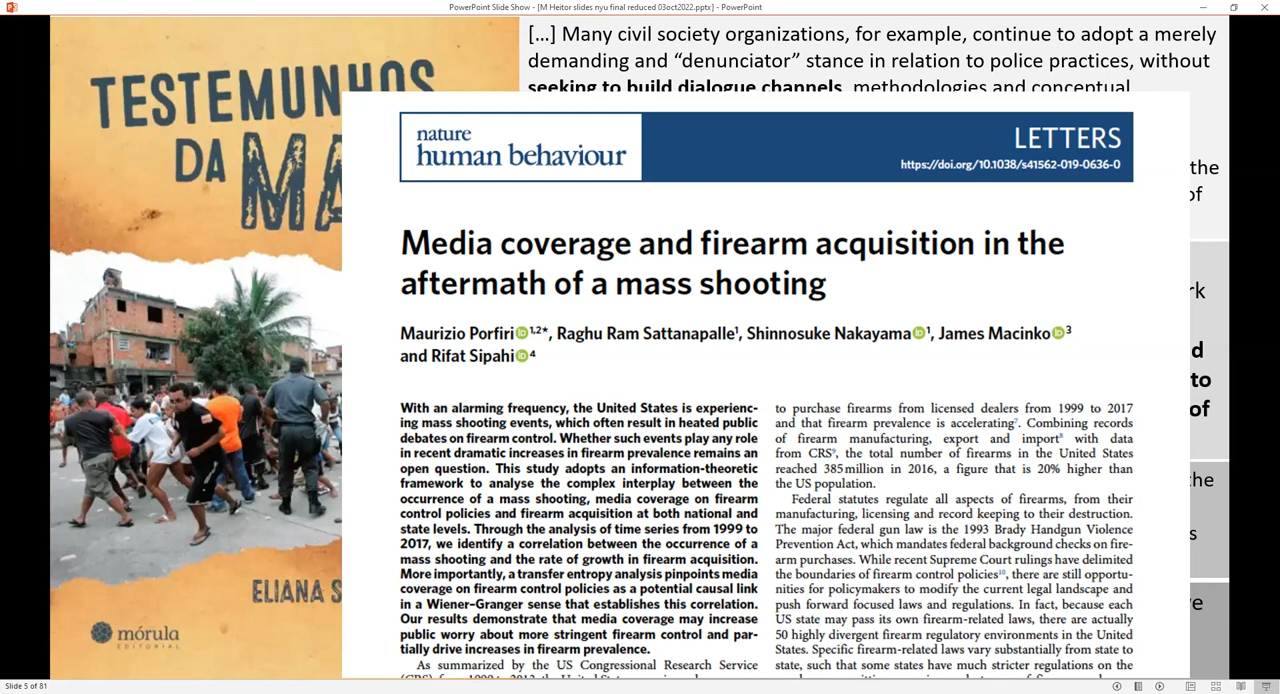 PowerPoint Slide Show - [M Heitor slides nyu final reduced 03oct2022.pptx] - PowerPoint
TESTEMUNHOS
DA MA
ELIANA S
mórula
EDITORIAL
[...] Many civil society organizations, for example, continue to adopt a merely
demanding and “denunciator” stance in relation to police practices, without
seeking to build dialogue channels, methodologies and conceptual
the
of
rk
d
to
of
the
s
ve
nature
human behaviour
LETTERS
https://doi.org/10.1038/s41562-019-0636-0
Media coverage and firearm acquisition in the
aftermath of a mass shooting
Maurizio Porfiri 1,2*, Raghu Ram Sattanapalle1, Shinnosuke Nakayama 1, James Macinko 3
and Rifat Sipahi 4
With an alarming frequency, the United States is experienc-
ing mass shooting events, which often result in heated public
debates on firearm control. Whether such events play any role
in recent dramatic increases in firearm prevalence remains an
open question. This study adopts an information-theoretic
framework to analyse the complex interplay between the
occurrence of a mass shooting, media coverage on firearm
control policies and firearm acquisition at both national and
state levels. Through the analysis of time series from 1999 to
2017, we identify a correlation between the occurrence of a
mass shooting and the rate of growth in firearm acquisition.
More importantly, a transfer entropy analysis pinpoints media
coverage on firearm control policies as a potential causal link
in a Wiener–Granger sense that establishes this correlation.
Our results demonstrate that media coverage may increase
public worry about more stringent firearm control and par-
tially drive increases in firearm prevalence.
As summarized by the US Congressional Research Service
to purchase firearms from licensed dealers from 1999 to 2017
and that firearm prevalence is accelerating7. Combining records
of firearm manufacturing, export and import8 with data
from CRS9, the total number of firearms in the United States
reached 385 million in 2016, a figure that is 20% higher than
the US population.
Federal statutes regulate all aspects of firearms, from their
manufacturing, licensing and record keeping to their destruction.
The major federal gun law is the 1993 Brady Handgun Violence
Prevention Act, which mandates federal background checks on fire-
arm purchases. While recent Supreme Court rulings have delimited
the boundaries of firearm control policies10, there are still opportu-
nities for policymakers to modify the current legal landscape and
push forward focused laws and regulations. In fact, because each
US state may pass its own firearm-related laws, there are actually
50 highly divergent firearm regulatory environments in the United
States. Specific firearm-related laws vary substantially from state to
state, such that some states have much stricter regulations on the
Slide 5 of 81